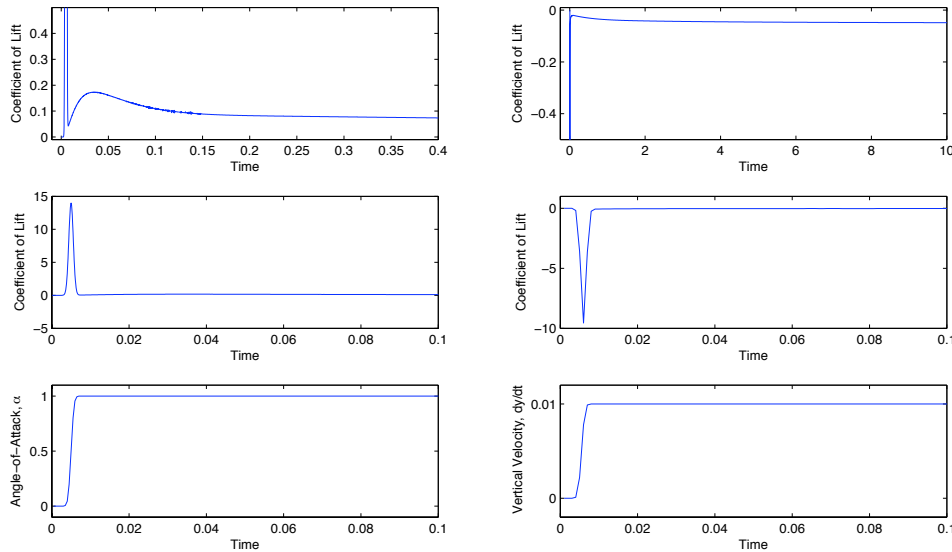 Coefficient of Lift
0.4
0.3
0.2
0.1
0
0 0.05 0.1 0.15 0.2 0.25 0.3 0.35 0.4
Time
Coefficient of Lift
0
−0.2
−0.4
0 2 4 6 8 10
Time
Coefficient of Lift
15
10
5
0
−5
0 0.02 0.04 0.06 0.08 0.1
Time
Coefficient of Lift
0
−5
−10
0 0.02 0.04 0.06 0.08 0.1
Time
Angle−of−Attack, α
1
0.5
0
0 0.02 0.04 0.06 0.08 0.1
Time
Vertical Velocity, dy/dt
0.01
0
0 0.02 0.04 0.06 0.08 0.1
Time